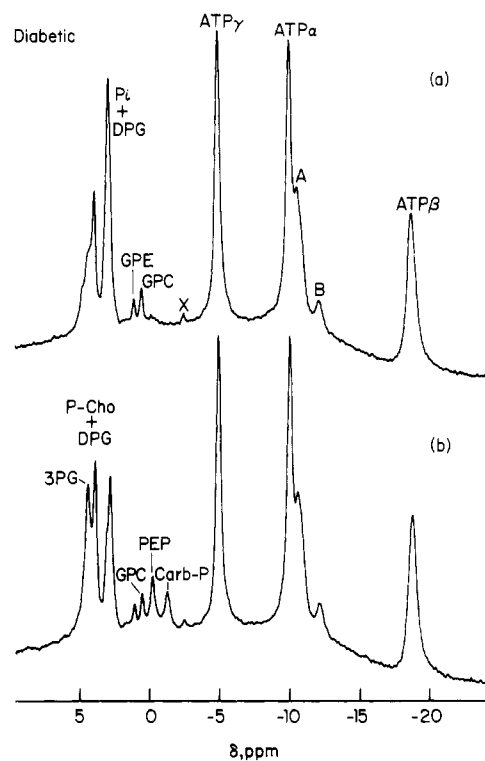 Diabetic
ATPγ
ATPα
(a)
Pi
+
DPG
A
ATPβ
GPE
GPC
X
B
P-Cho
+
DPG
(b)
3PG
PEP
GPC
Carb-P
5 0 -5 -10 -15 -20
δ,ppm